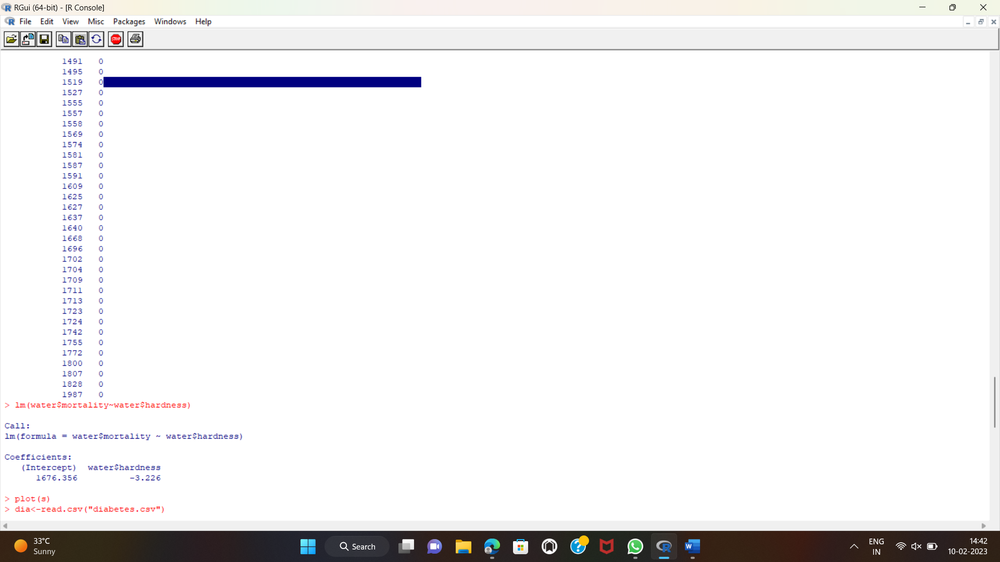 RGui (64-bit) - [R Console]
File Edit View Misc Packages Windows Help
STOP
1491 0
1495 0
1519 0
1527 0
1555 0
1557 0
1558 0
1569 0
1574 0
1581 0
1587 0
1591 0
1609 0
1625 0
1627 0
1637 0
1640 0
1668 0
1696 0
1702 0
1704 0
1709 0
1711 0
1713 0
1723 0
1724 0
1742 0
1755 0
1772 0
1800 0
1807 0
1828 0
1987 0
> lm(water$mortality~water$hardness)
Call:
lm(formula = water$mortality ~ water$hardness)
Coefficients:
(Intercept) water$hardness
1676.356 -3.226
> plot(s)
> dia<-read.csv("diabetes.csv")
33°C
Sunny
Search
ENG
IN
14:42
10-02-2023